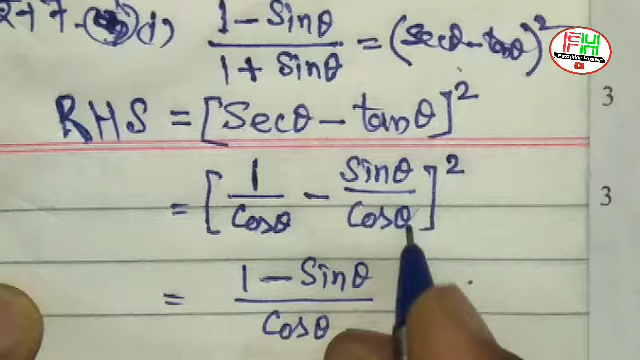 (i) (1 - Sinθ)/(1 + Sinθ) = (secθ - tanθ)²
RHS = [Secθ - tanθ]²
= [1/Cosθ - Sinθ/Cosθ]²
= (1 - Sinθ)/Cosθ
3
3